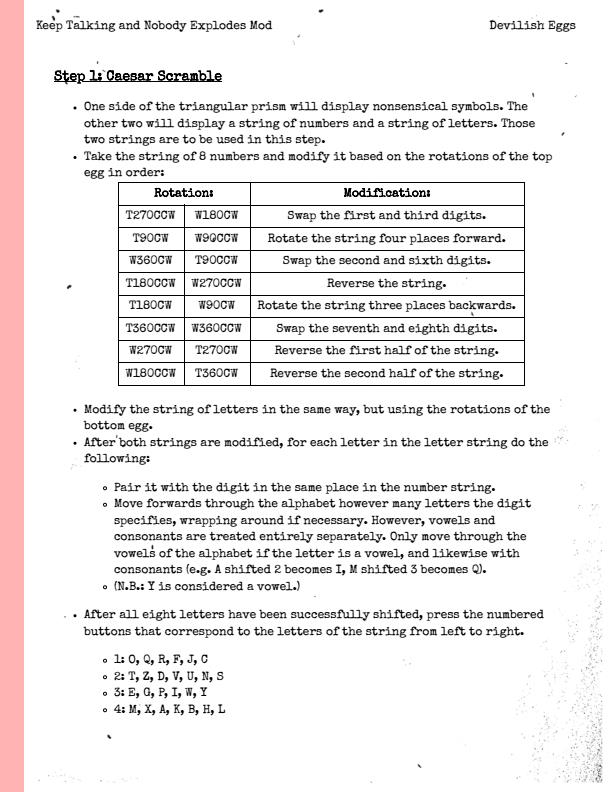 Keep Talking and Nobody Explodes Mod Devilish Eggs
Step 1: Caesar Scramble
• One side of the triangular prism will display nonsensical symbols. The
other two will display a string of numbers and a string of letters. Those
two strings are to be used in this step.
• Take the string of 8 numbers and modify it based on the rotations of the top
egg in order:
Rotation: Modification:
T270CCW W180CW Swap the first and third digits.
T90CW W90CCW Rotate the string four places forward.
W360CW T90CCW Swap the second and sixth digits.
T180CCW W270CCW Reverse the string.
T180CW W90CW Rotate the string three places backwards.
T360CCW W360CCW Swap the seventh and eighth digits.
W270CW T270CW Reverse the first half of the string.
W180CCW T360CW Reverse the second half of the string.
• Modify the string of letters in the same way, but using the rotations of the
bottom egg.
• After both strings are modified, for each letter in the letter string do the
following:
◦ Pair it with the digit in the same place in the number string.
◦ Move forwards through the alphabet however many letters the digit
specifies, wrapping around if necessary. However, vowels and
consonants are treated entirely separately. Only move through the
vowels of the alphabet if the letter is a vowel, and likewise with
consonants (e.g. A shifted 2 becomes I, M shifted 3 becomes Q).
◦ (N.B.: Y is considered a vowel.)
• After all eight letters have been successfully shifted, press the numbered
buttons that correspond to the letters of the string from left to right.
◦ 1: O, Q, R, F, J, C
◦ 2: T, Z, D, V, U, N, S
◦ 3: E, G, P, I, W, Y
◦ 4: M, X, A, K, B, H, L